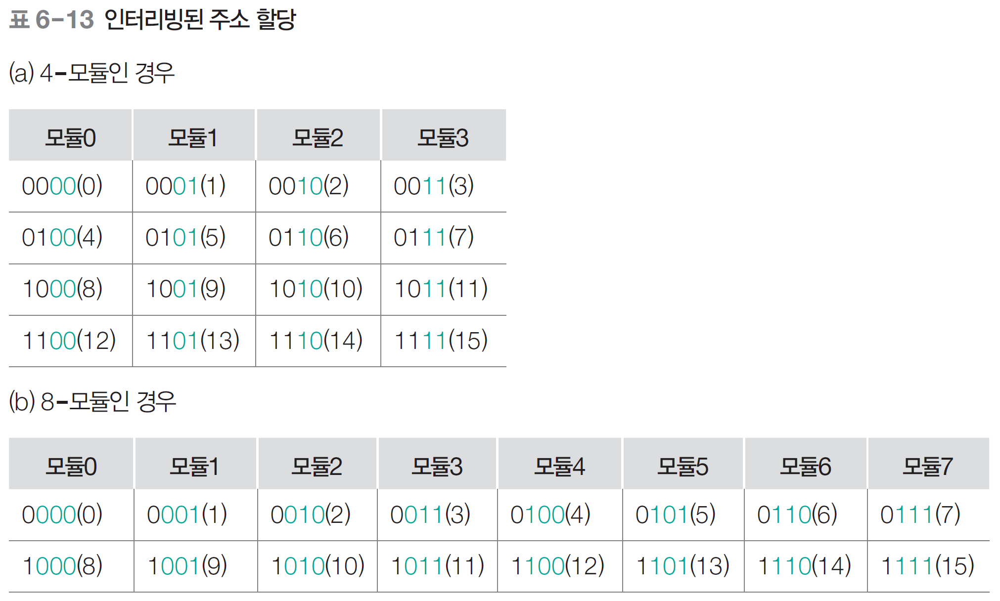 표 6-13 인터리빙된 주소 할당
(a) 4-모듈인 경우
모듈0 모듈1 모듈2 모듈3
0000(0) 0001(1) 0010(2) 0011(3)
0100(4) 0101(5) 0110(6) 0111(7)
1000(8) 1001(9) 1010(10) 1011(11)
1100(12) 1101(13) 1110(14) 1111(15)
(b) 8-모듈인 경우
모듈0 모듈1 모듈2 모듈3 모듈4 모듈5 모듈6 모듈7
0000(0) 0001(1) 0010(2) 0011(3) 0100(4) 0101(5) 0110(6) 0111(7)
1000(8) 1001(9) 1010(10) 1011(11) 1100(12) 1101(13) 1110(14) 1111(15)